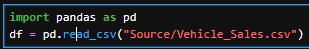 import pandas as pd
df = pd.read_csv("Source/Vehicle_Sales.csv")